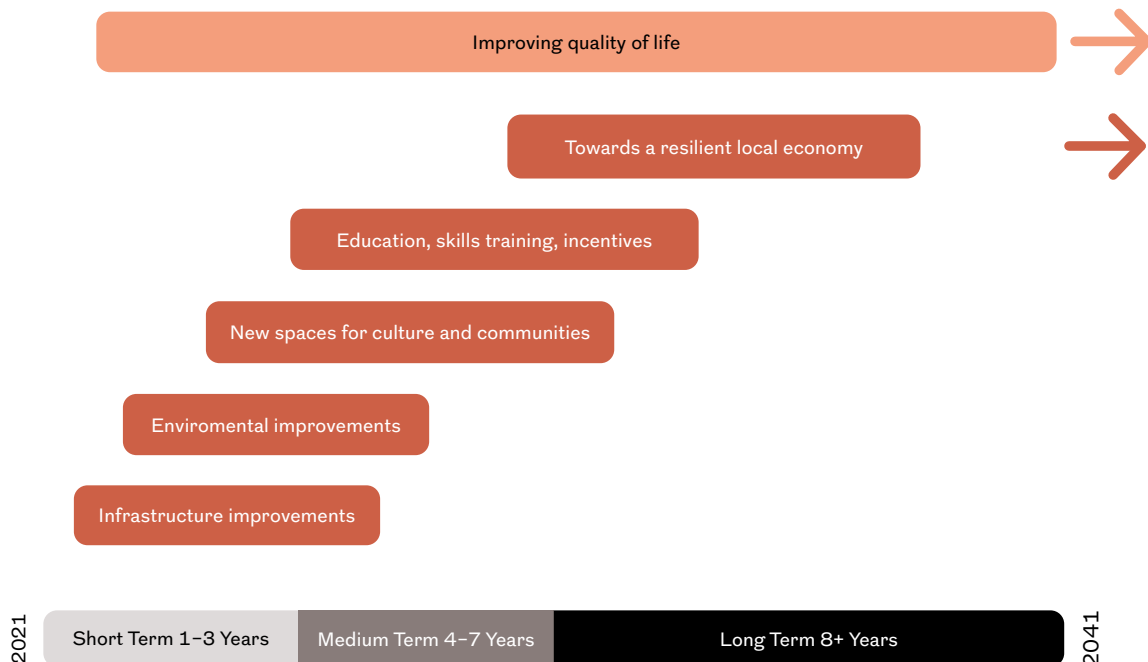 Improving quality of life
Towards a resilient local economy
Education, skills training, incentives
New spaces for culture and communities
Enviromental improvements
Infrastructure improvements
2021
Short Term 1–3 Years
Medium Term 4–7 Years
Long Term 8+ Years
2041